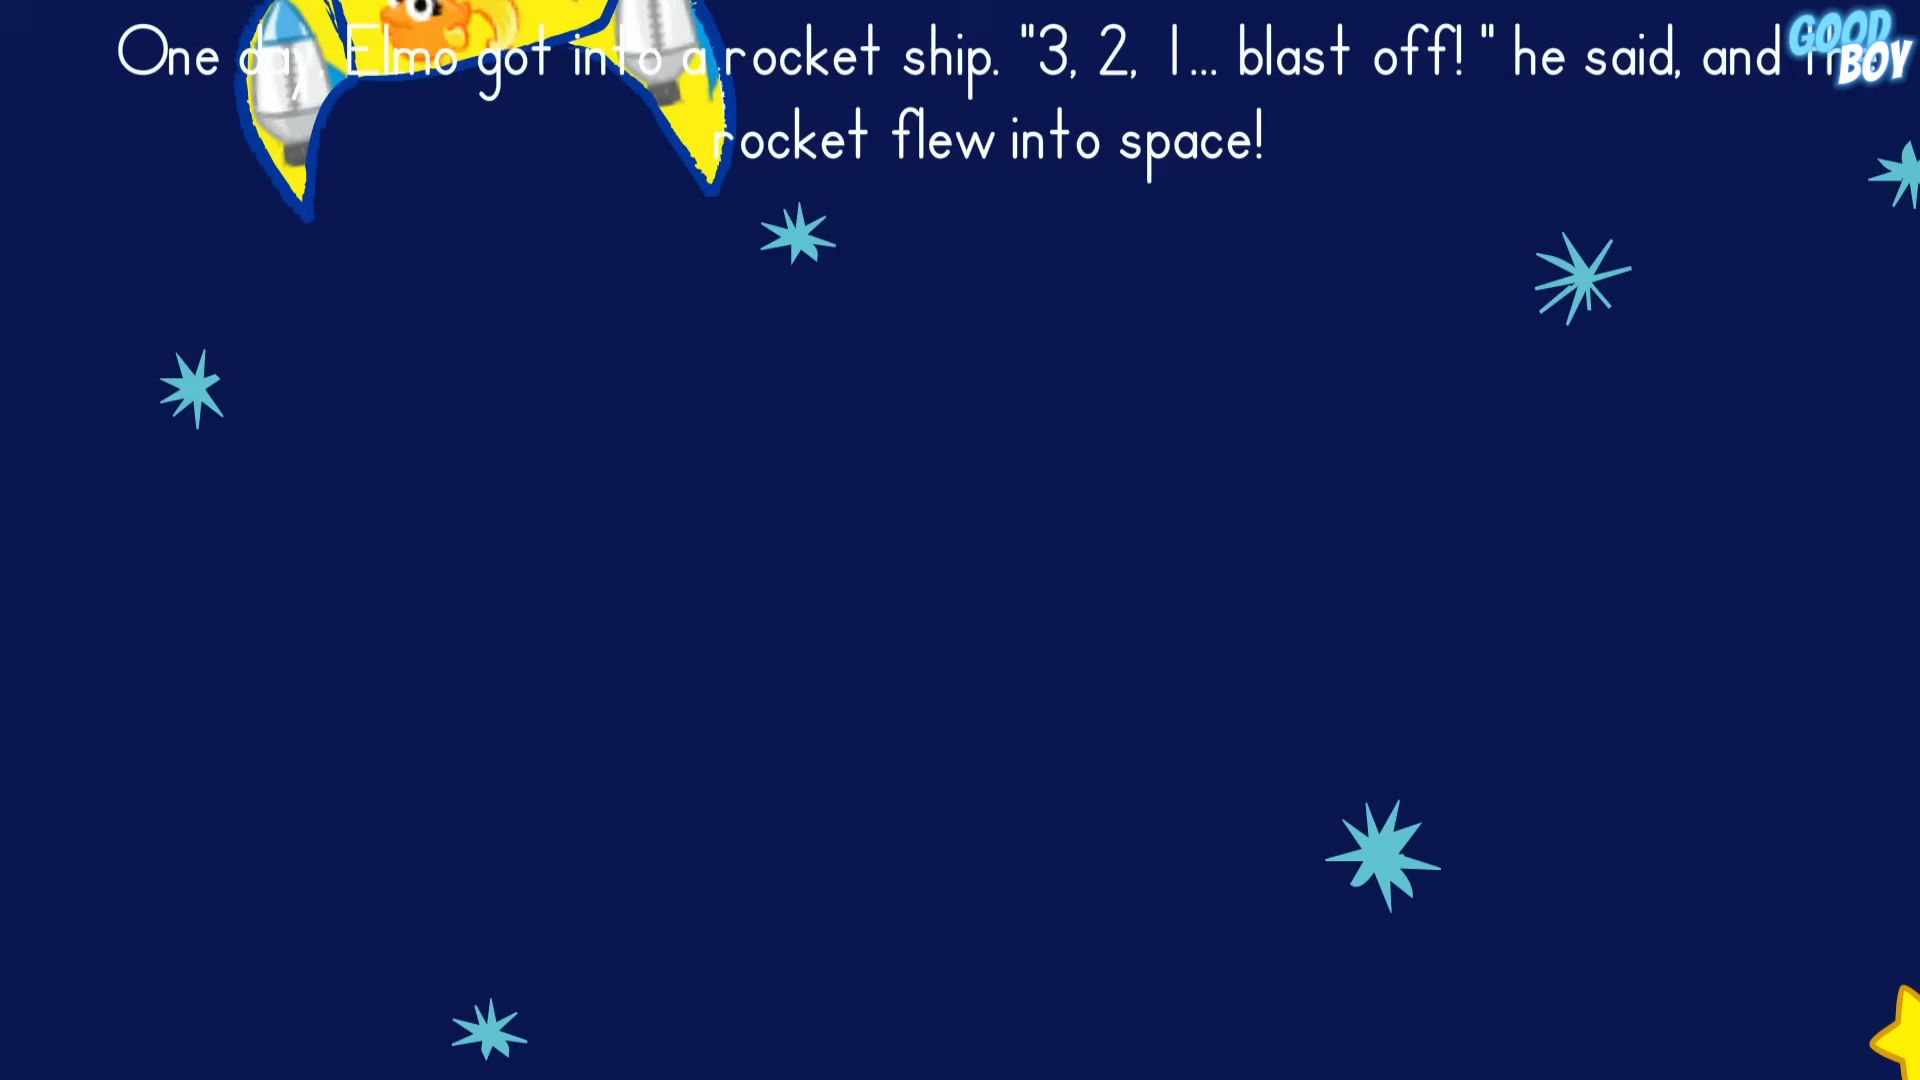 One day, Elmo got into a rocket ship. "3, 2, 1... blast off! " he said, and
rocket flew into space!
GOOD
BOY